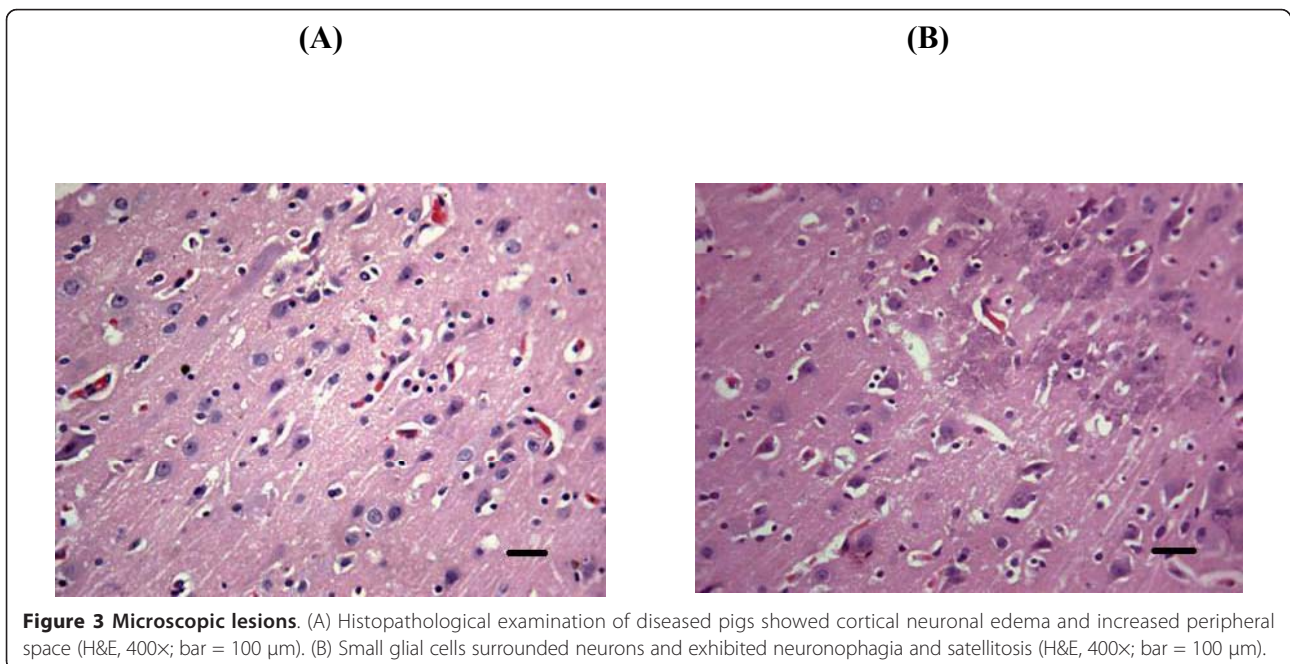 (A) (B)
Figure 3 Microscopic lesions. (A) Histopathological examination of diseased pigs showed cortical neuronal edema and increased peripheral
space (H&E, 400×; bar = 100 μm). (B) Small glial cells surrounded neurons and exhibited neuronophagia and satellitosis (H&E, 400×; bar = 100 μm).